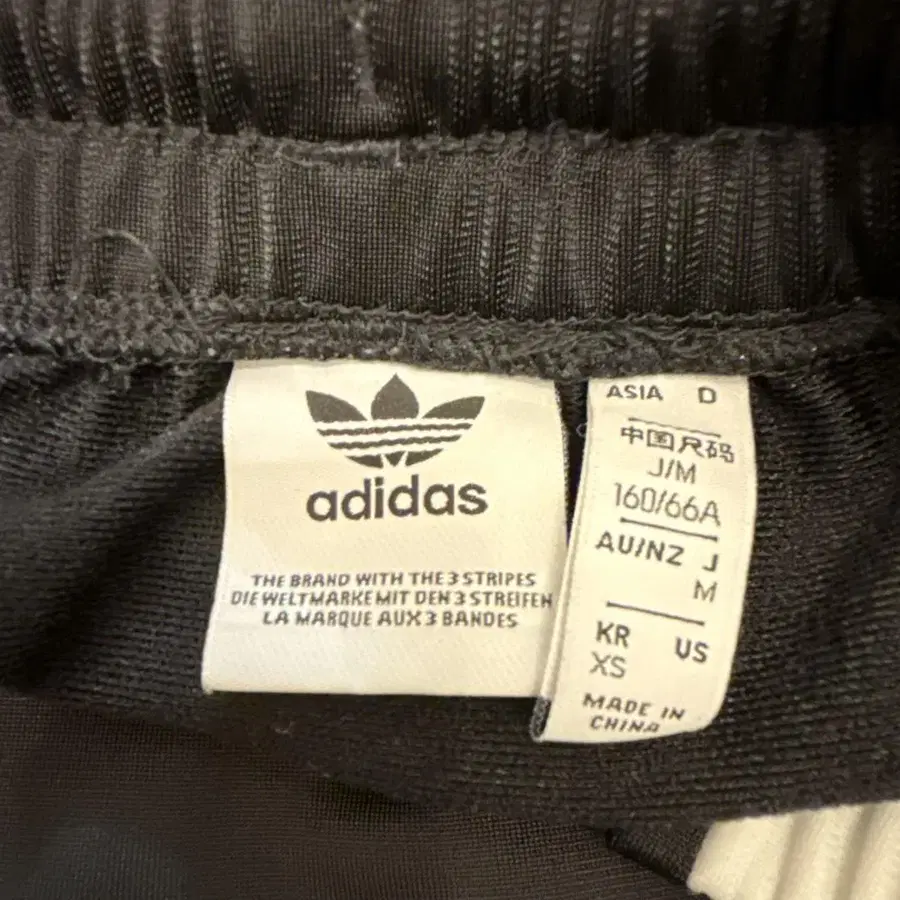 adidas
THE BRAND WITH THE 3 STRIPES
DIE WELTMARKE MIT DEN 3 STREIFEN
LA MARQUE AUX 3 BANDES
ASIA D
中国尺码
J/M
160/66A
AU/NZ J
M
KR US
XS
MADE IN
CHINA